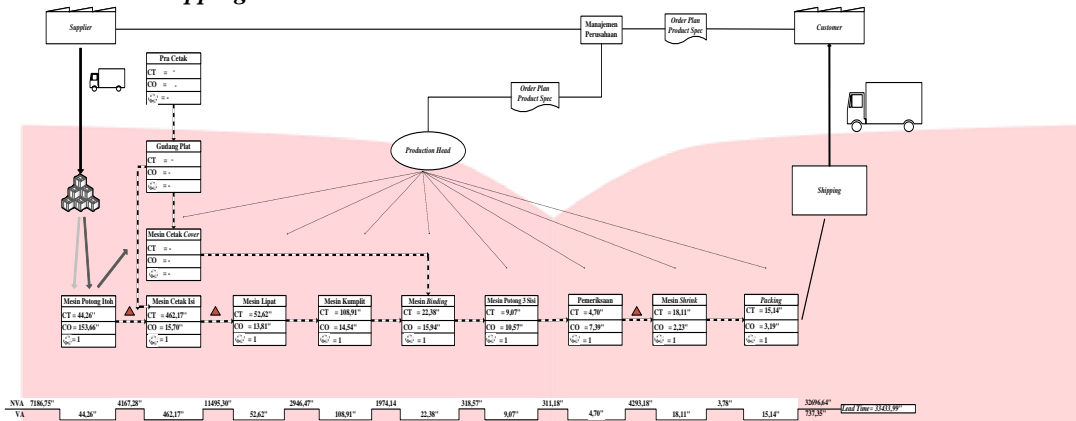 pping
Supplier
Manajemen
Perusahaan
Order Plan
Product Spec
Customer
Pra Cetak
CT = -
CO = -
= -
Order Plan
Product Spec
Gudang Plat
CT = -
CO = -
= -
Production Head
Shipping
Mesin Cetak Cover
CT = -
CO = -
= -
Mesin Potong Itoh
CT = 44,26"
CO = 153,66"
= 1
Mesin Cetak Isi
CT = 462,17"
CO = 15,70"
= 1
Mesin Lipat
CT = 52,62"
CO = 13,81"
= 1
Mesin Kumplit
CT = 108,91"
CO = 14,54"
= 1
Mesin Binding
CT = 22,38"
CO = 15,94"
= 1
Mesin Potong 3 Sisi
CT = 9,07"
CO = 10,57"
= 1
Pemeriksaan
CT = 4,70"
CO = 7,39"
= 1
Mesin Shrink
CT = 18,11"
CO = 2,23"
= 1
Packing
CT = 15,14"
CO = 3,19"
= 1
NVA 7186,75" 4167,28" 11495,30" 2946,47" 1974,14 318,57" 311,18" 4293,18" 3,78" 32696,64"
VA 44,26" 462,17" 52,62" 108,91" 22,38" 9,07" 4,70" 18,11" 15,14" 737,35"
Lead Time= 33433,99"